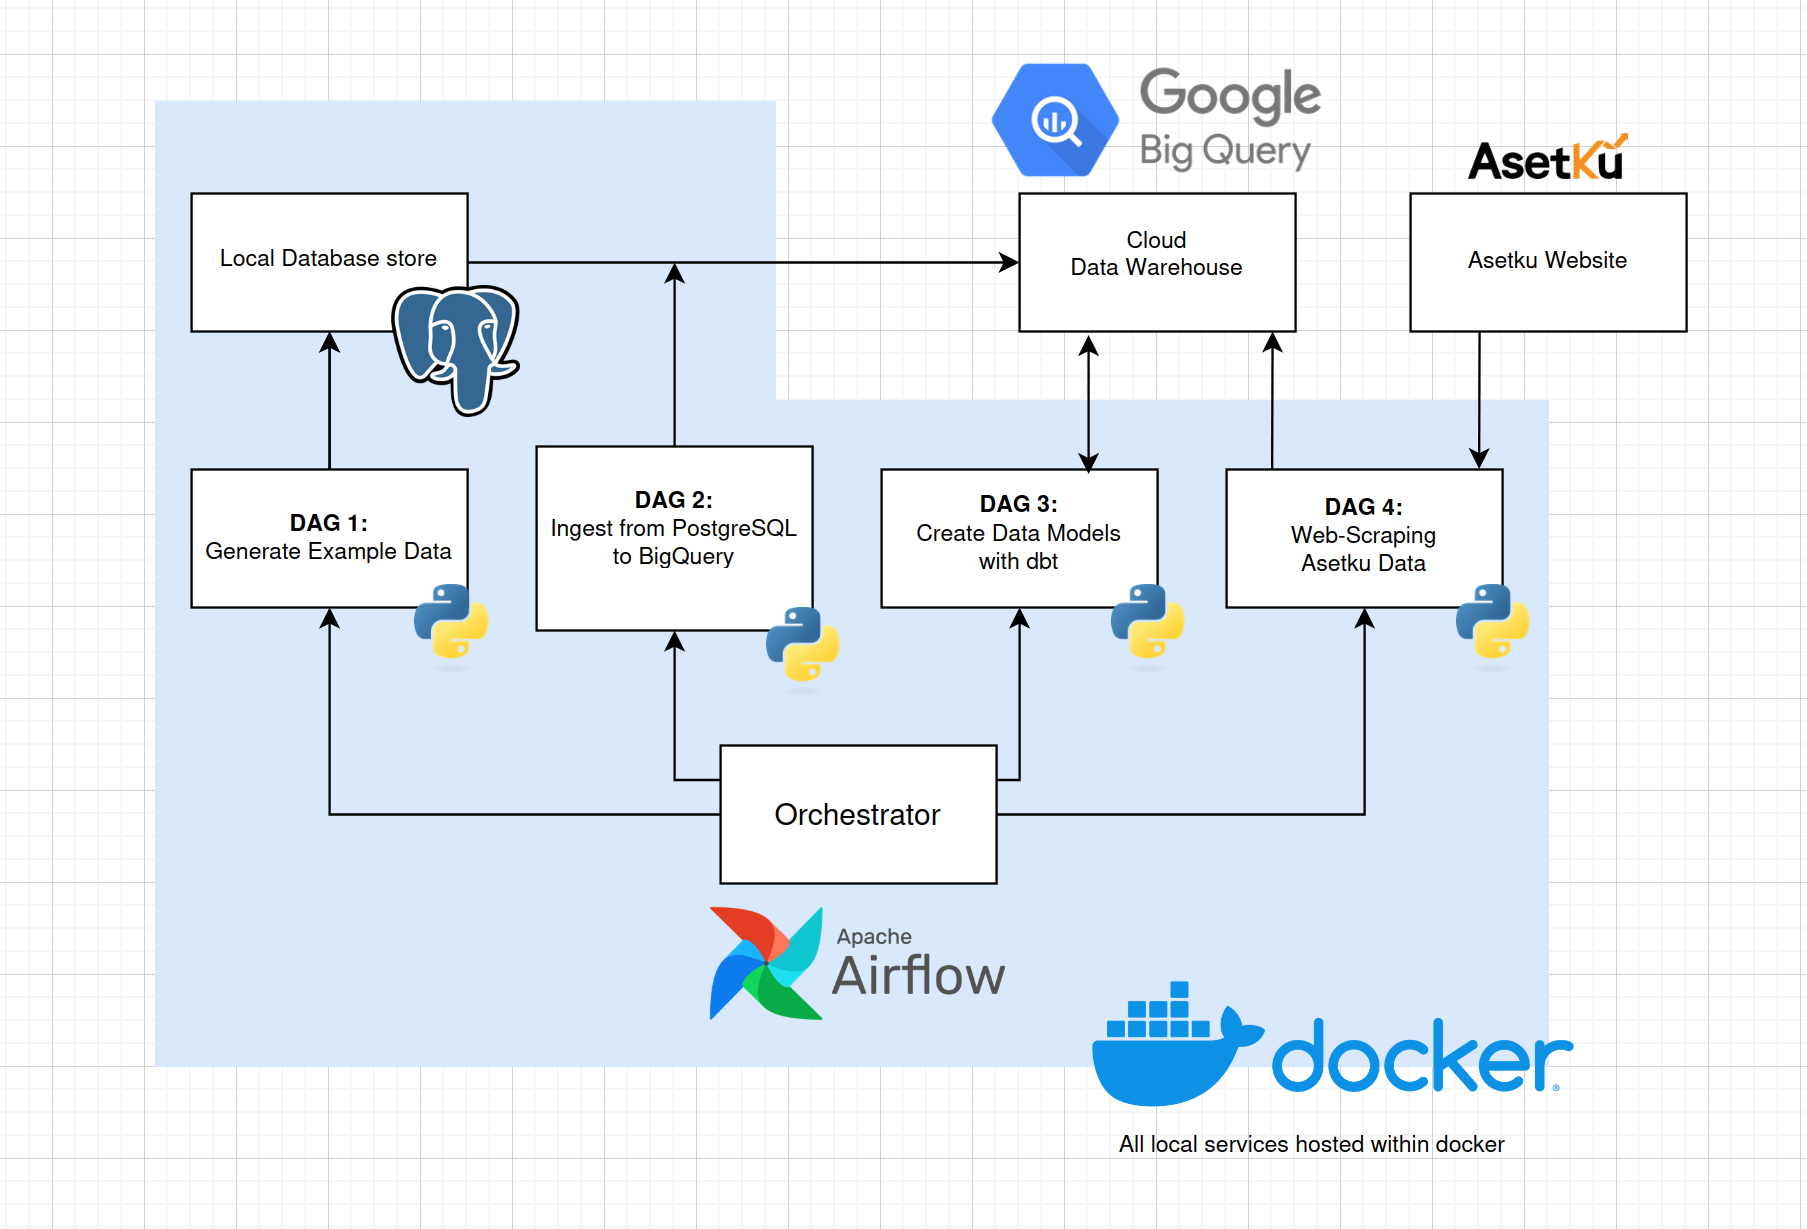 Google
Big Query
AsetKu
Local Database store
Cloud
Data Warehouse
Asetku Website
DAG 1:
Generate Example Data
DAG 2:
Ingest from PostgreSQL
to BigQuery
DAG 3:
Create Data Models
with dbt
DAG 4:
Web-Scraping
Asetku Data
Orchestrator
Apache
Airflow
docker®
All local services hosted within docker